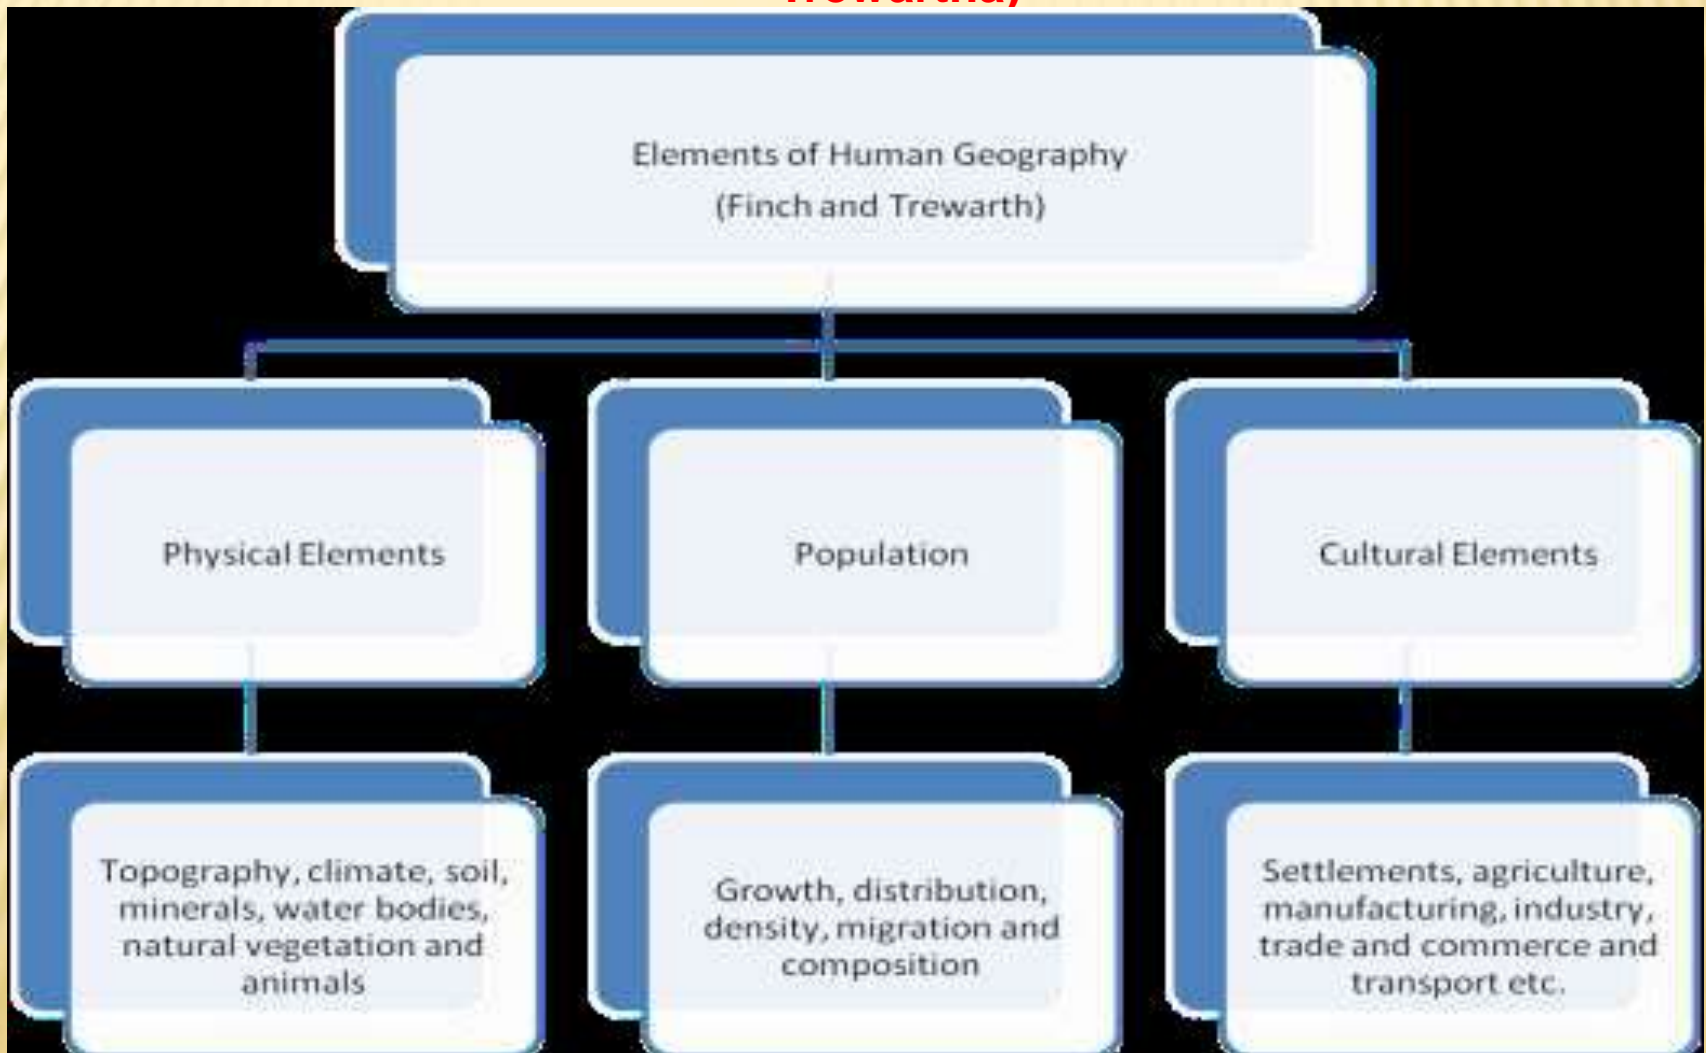 Elements of Human Geography
(Finch and Trewarth)
Physical Elements
Population
Cultural Elements
Topography, climate, soil,
minerals, water bodies,
natural vegetation and
animals
Growth, distribution,
density, migration and
composition
Settlements, agriculture,
manufacturing, industry,
trade and commerce and
transport etc.